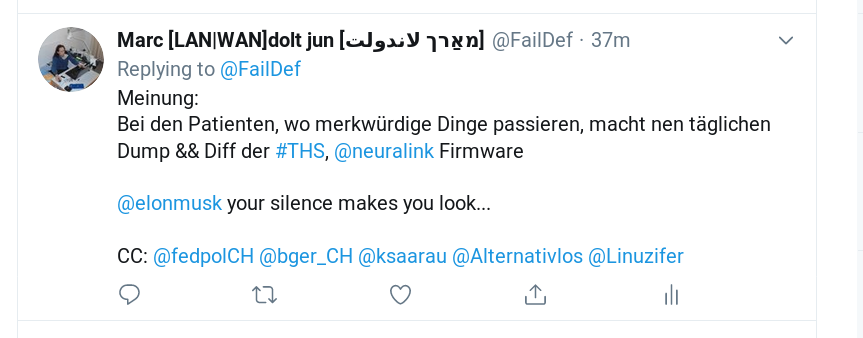 Marc [LAN|WAN]dolt jun [מאַרך لاندولت] @FailDef · 37m
Replying to @FailDef
Meinung:
Bei den Patienten, wo merkwürdige Dinge passieren, macht nen täglichen
Dump && Diff der #THS, @neuralink Firmware
@elonmusk your silence makes you look...
CC: @fedpolCH @bger_CH @ksaarau @Alternativlos @Linuzifer